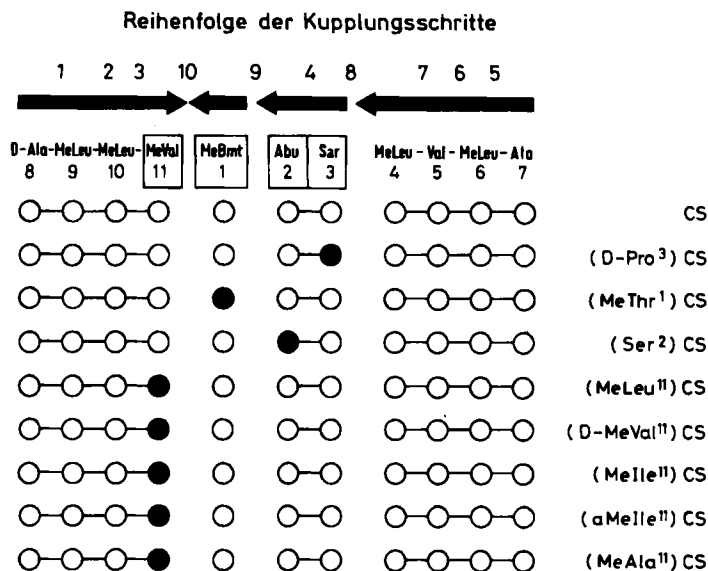 Reihenfolge der Kupplungsschritte
1 2 3 10 9 4 8 7 6 5
D-Ala-MeLeu-MeLeu-MeVal MeBmt Abu Sar MeLeu-Val-MeLeu-Ala
8 9 10 11 1 2 3 4 5 6 7
CS
(D-Pro³) CS
(MeThr¹) CS
(Ser²) CS
(MeLeu¹¹) CS
(D-MeVal¹¹) CS
(MeIle¹¹) CS
(aMeIle¹¹) CS
(MeAla¹¹) CS